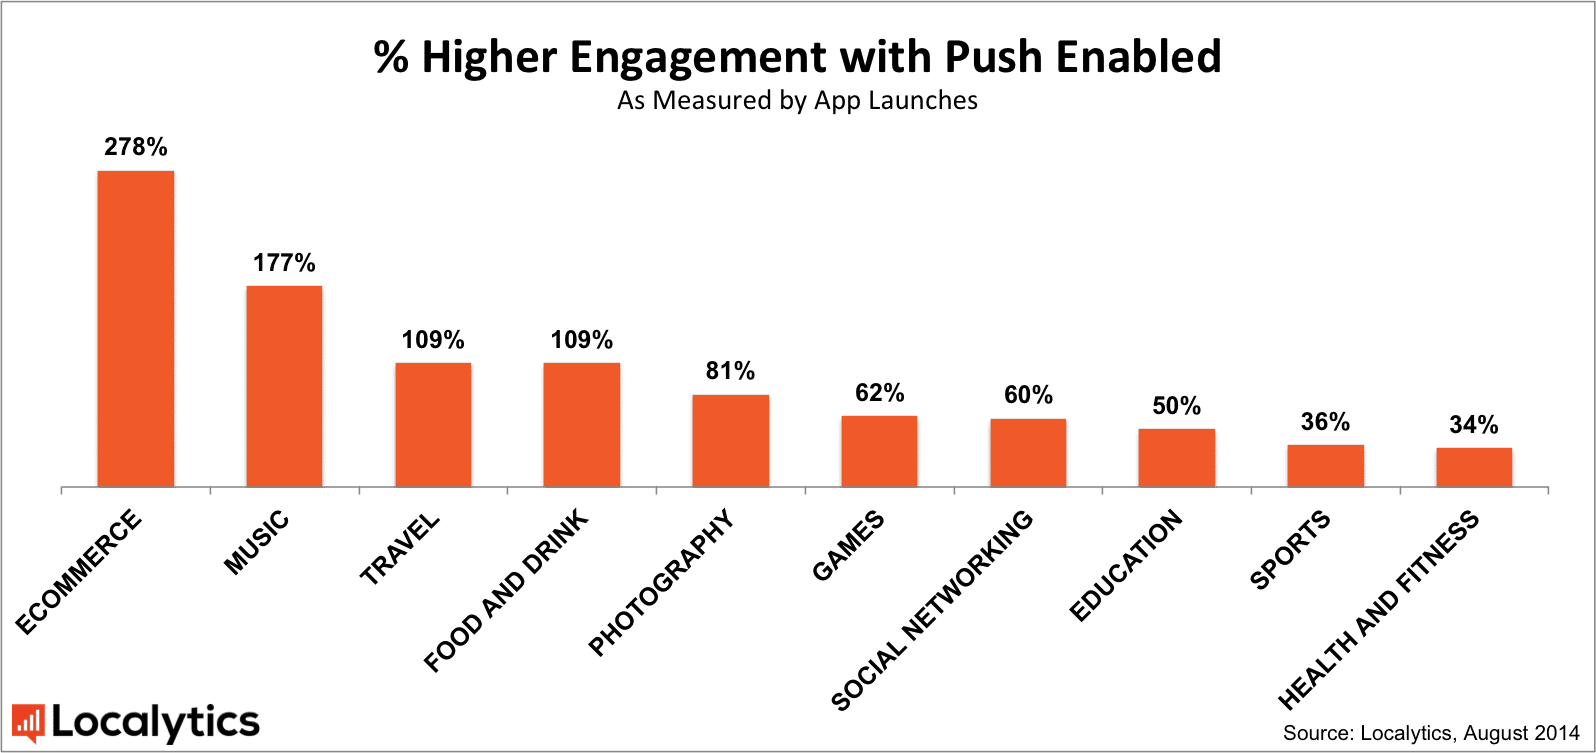 % Higher Engagement with Push Enabled
As Measured by App Launches
278%
177%
109%
109%
81%
62%
60%
50%
36%
34%
ECOMMERCE
MUSIC
TRAVEL
FOOD AND DRINK
PHOTOGRAPHY
GAMES
SOCIAL NETWORKING
EDUCATION
SPORTS
HEALTH AND FITNESS
Localytics
Source: Localytics, August 2014